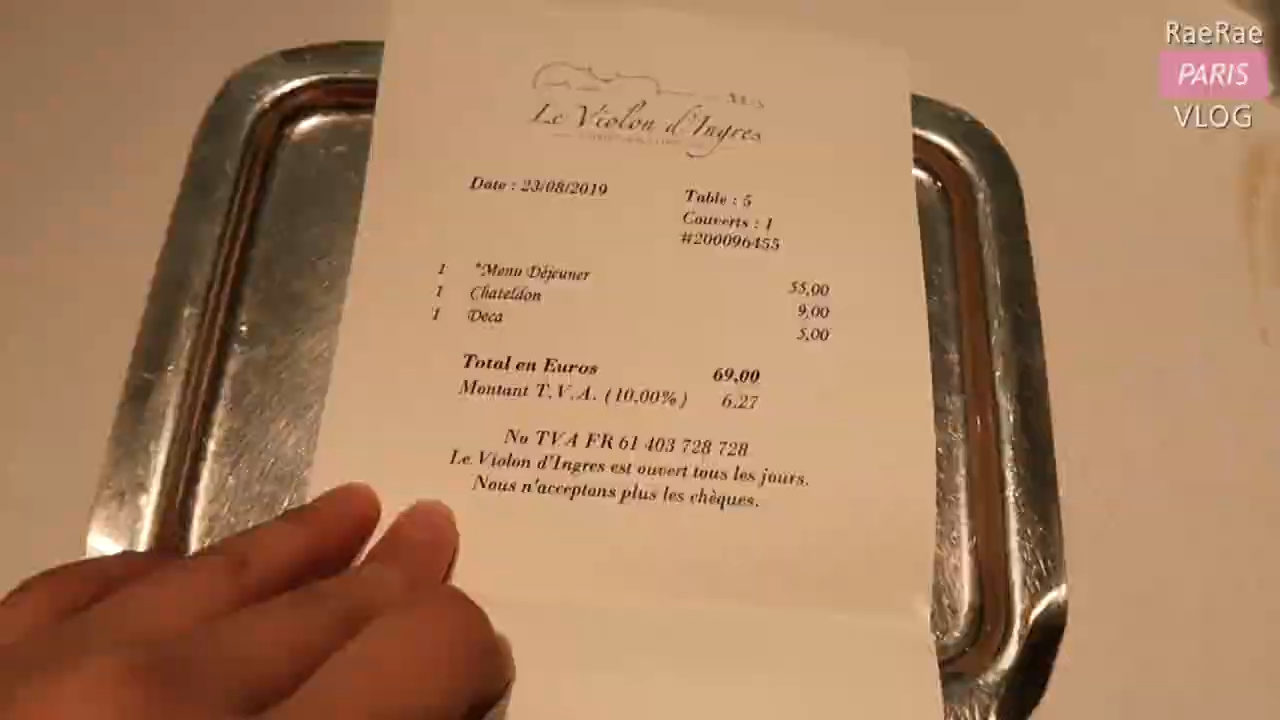 RaeRae
PARIS
VLOG
Le Violon d'Ingres
Date : 23/08/2019
Table : 5
Couverts : 1
#200096455
1 *Menu Déjeuner 55,00
1 Chateldon 9,00
1 Deca 5,00
Total en Euros 69,00
Montant T.V.A. (10,00%) 6.27
No TVA FR 61 403 728 728
Le Violon d'Ingres est ouvert tous les jours.
Nous n'acceptons plus les chèques.